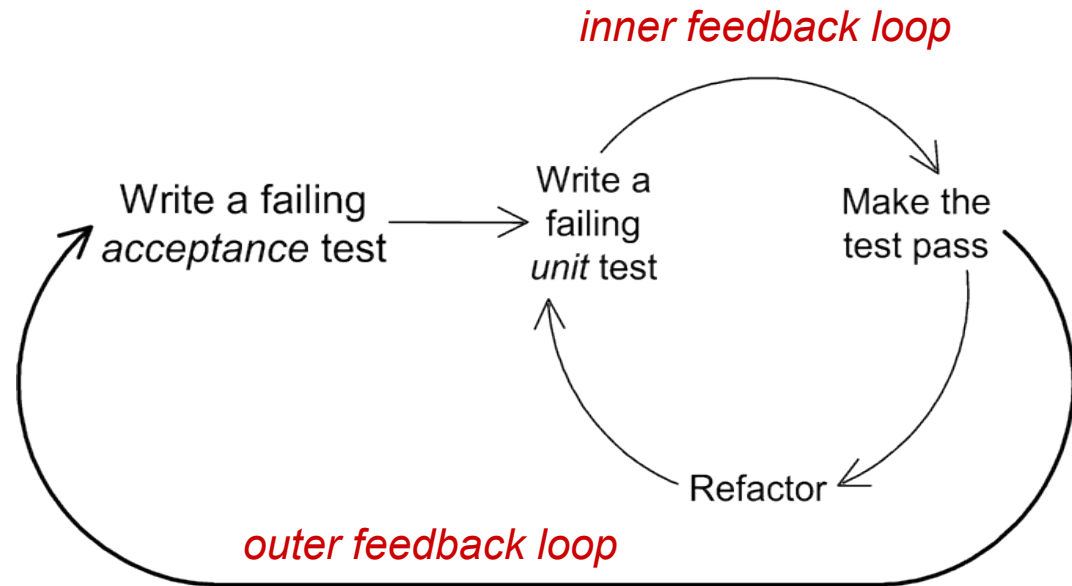 inner feedback loop
Write a failing
acceptance test
Write a
failing
unit test
Make the
test pass
Refactor
outer feedback loop